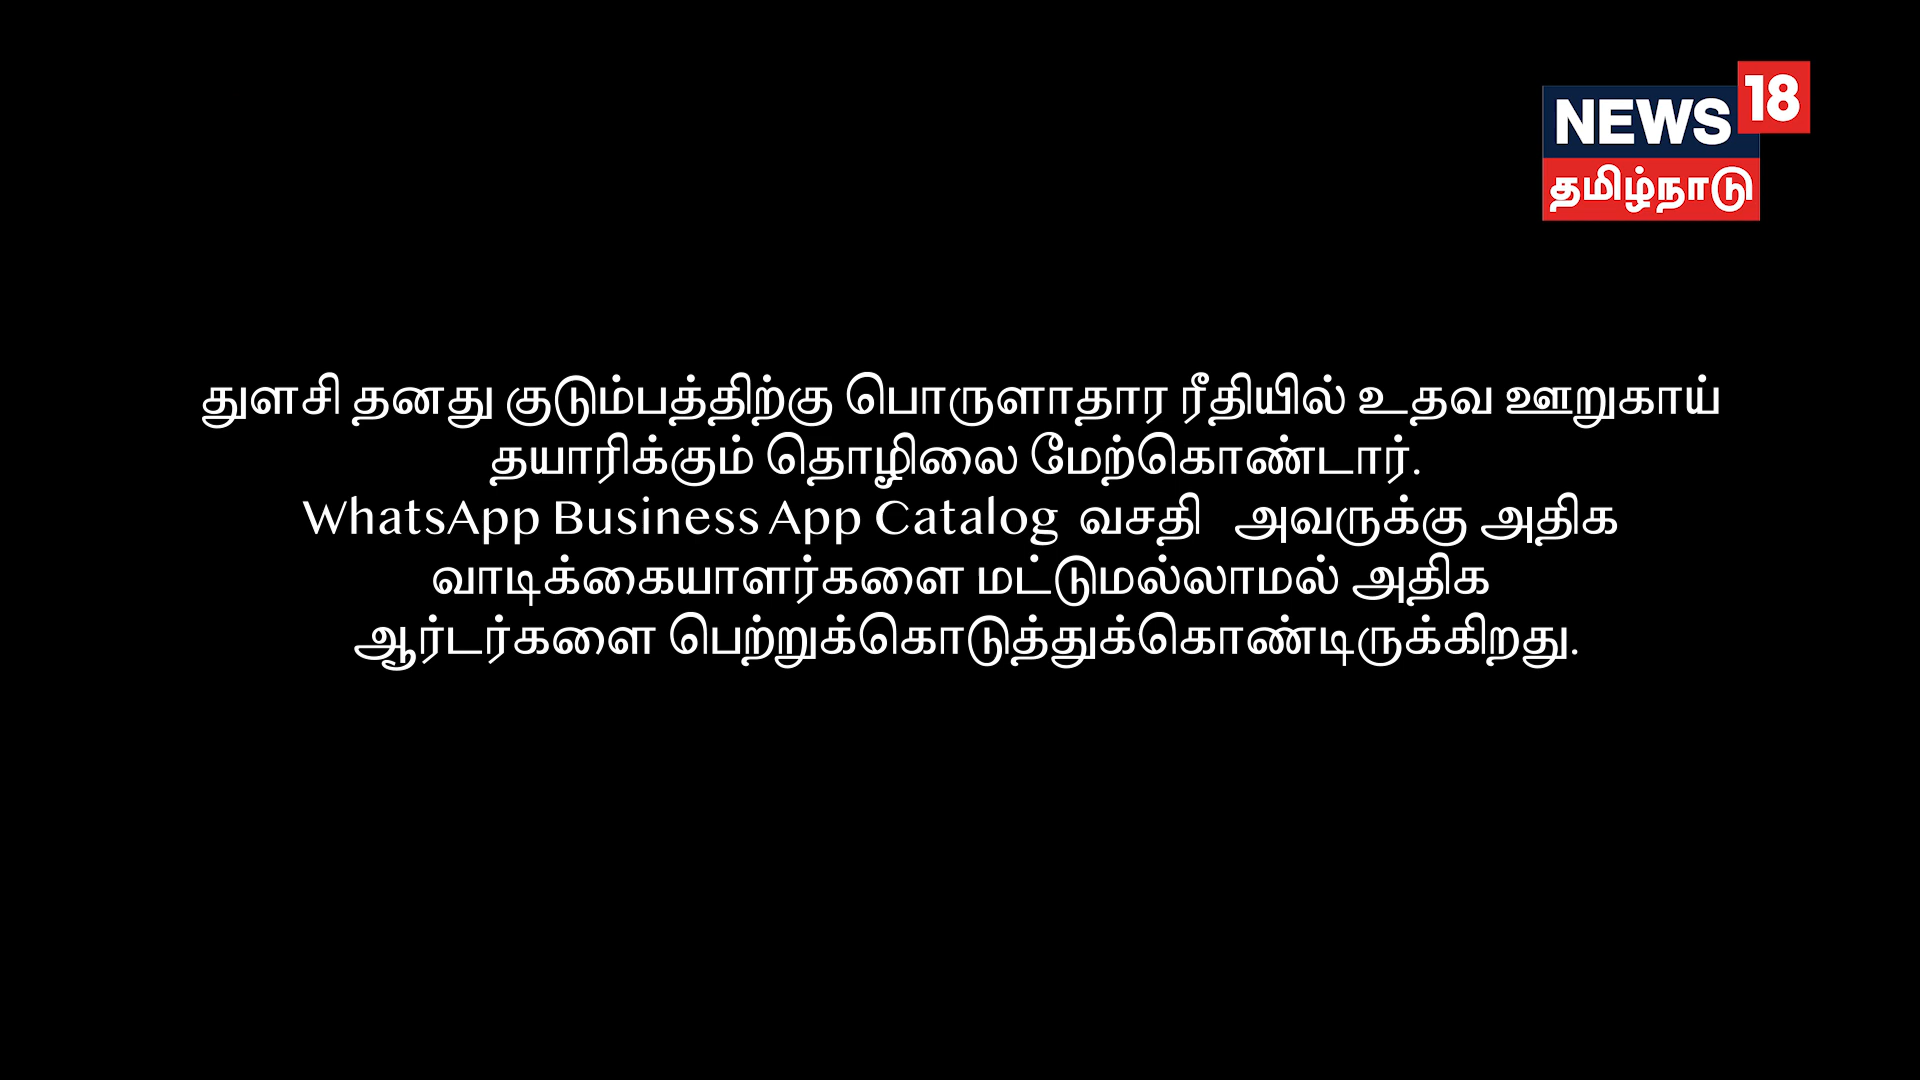 NEWS 18
தமிழ்நாடு
துளசி தனது குடும்பத்திற்கு பொருளாதார ரீதியில் உதவ ஊறுகாய்
தயாரிக்கும் தொழிலை மேற்கொண்டார்.
WhatsApp Business App Catalog வசதி அவருக்கு அதிக
வாடிக்கையாளர்களை மட்டுமல்லாமல் அதிக
ஆர்டர்களை பெற்றுக்கொடுத்துக்கொண்டிருக்கிறது.